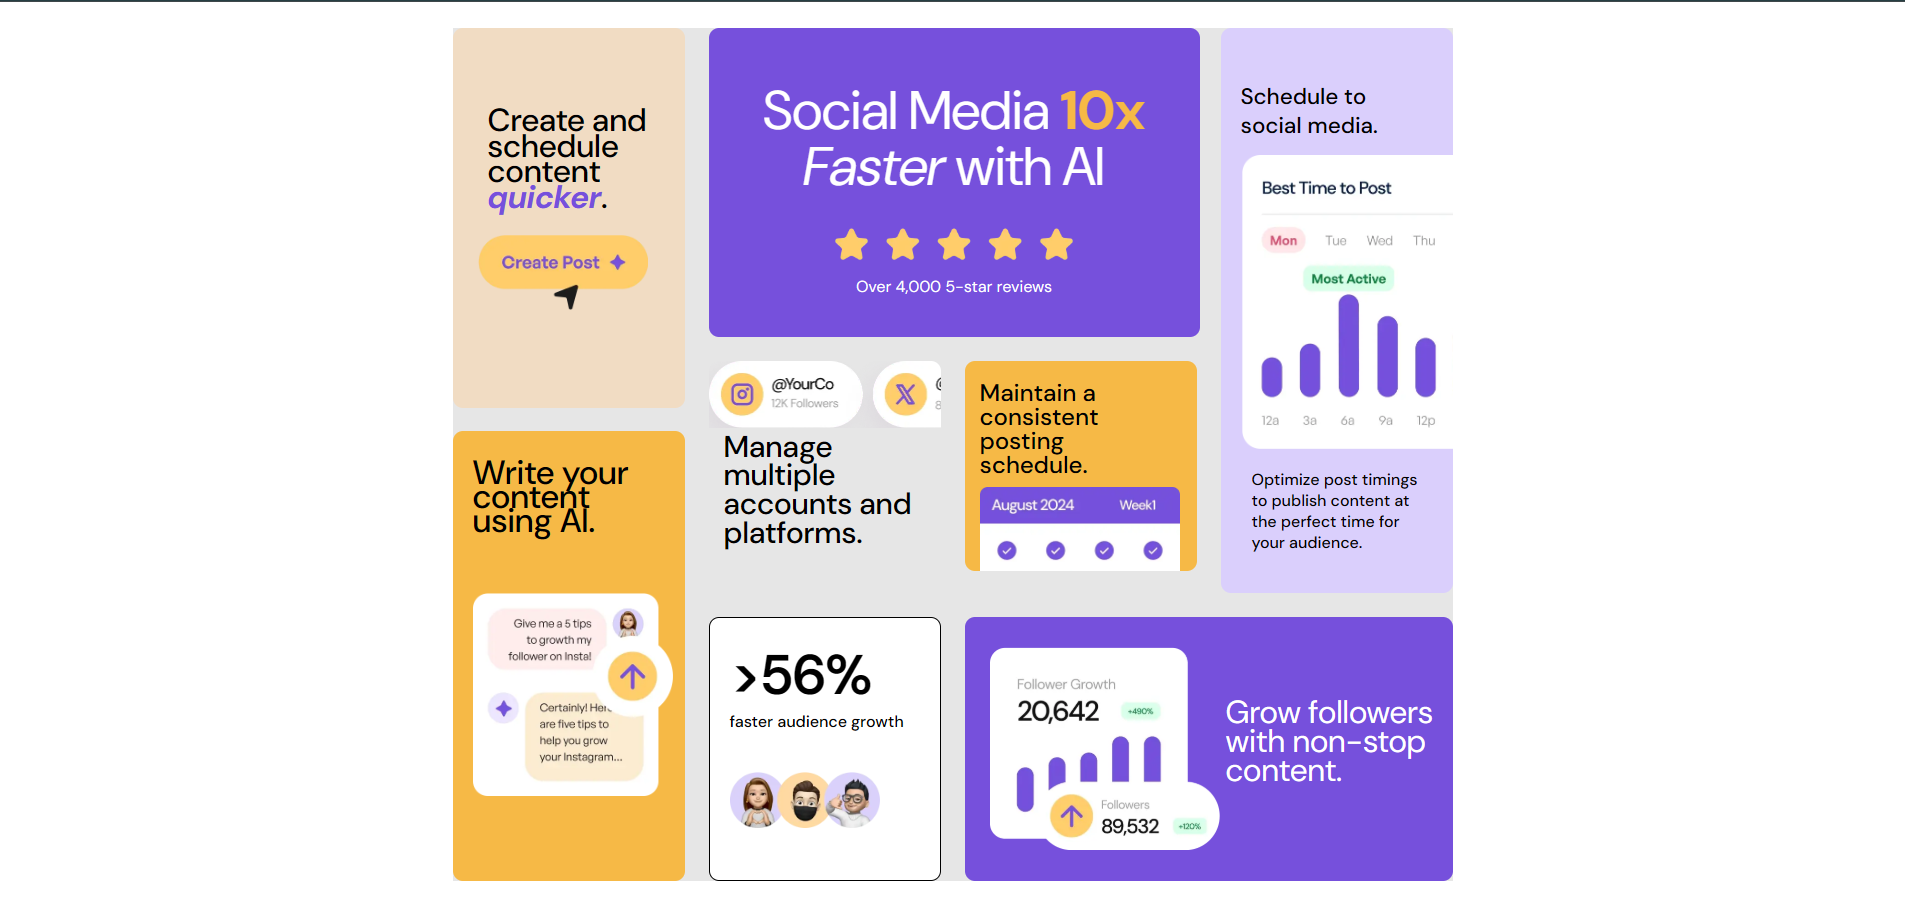 Create and
schedule
content
quicker.
Create Post
Social Media 10x
Faster with AI
Over 4,000 5-star reviews
Schedule to
social media.
Best Time to Post
Mon Tue Wed Thu
Most Active
12a 3a 6a 9a 12p
Optimize post timings
to publish content at
the perfect time for
your audience.
@YourCo
12K Followers
Manage
multiple
accounts and
platforms.
Maintain a
consistent
posting
schedule.
August 2024 Week1
Write your
content
using AI.
Give me a 5 tips
to growth my
follower on Insta!
Certainly!
are five tips to
help you grow
your Instagram...
>56%
faster audience growth
Follower Growth
20,642 +490%
Followers
89,532 +120%
Grow followers
with non-stop
content.